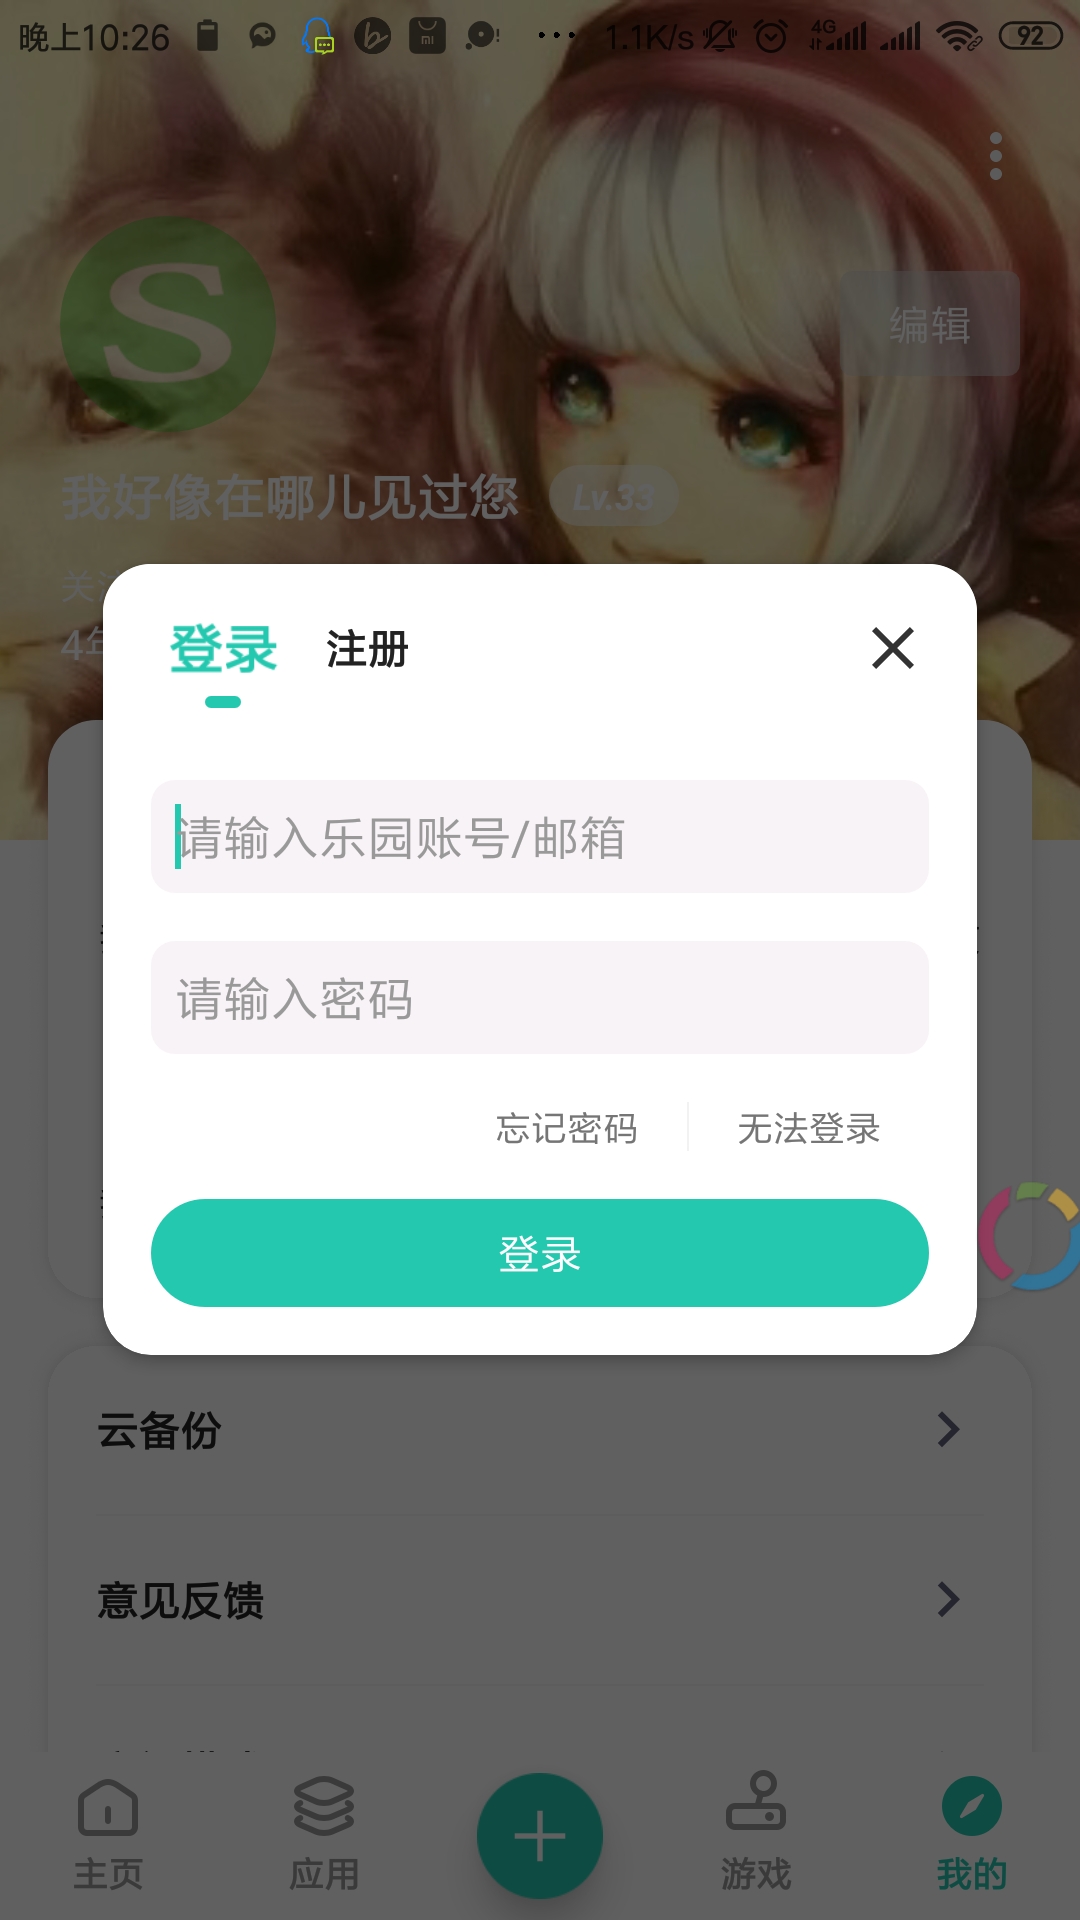 晚上10:26
1.1K/s
4G
92
mi
S
编辑
我好像在哪儿见过您
Lv.33
关
4年
登录 注册
请输入乐园账号/邮箱
请输入密码
忘记密码 无法登录
登录
云备份
意见反馈
主页 应用 游戏 我的